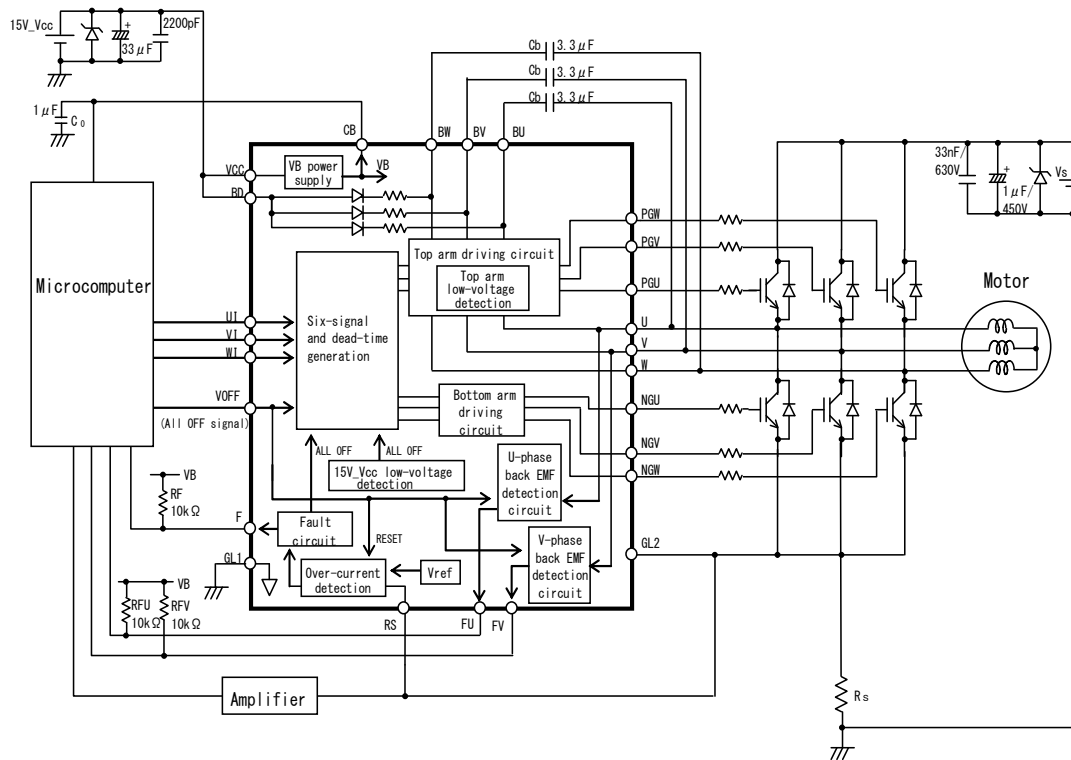 15V_Vcc
33μF
2200pF
1μF
C₀
Cb 3.3μF
Cb 3.3μF
Cb 3.3μF
CB
BW
BV
BU
VCC
BD
VB power
supply
VB
33nF/
630V
1μF/
450V
Vs
PGW
PGV
PGU
Top arm driving circuit
Top arm
low-voltage
detection
Microcomputer
Motor
UI
VI
WI
Six-signal
and dead-time
generation
U
V
W
VOFF
(All OFF signal)
Bottom arm
driving
circuit
NGU
NGV
NGW
ALL OFF
ALL OFF
15V_Vcc low-voltage
detection
U-phase
back EMF
detection
circuit
VB
RF
10kΩ
F
Fault
circuit
RESET
V-phase
back EMF
detection
circuit
GL2
GL1
Over-current
detection
Vref
VB
RFU
10kΩ
RFV
10kΩ
RS
FU
FV
Amplifier
Rs